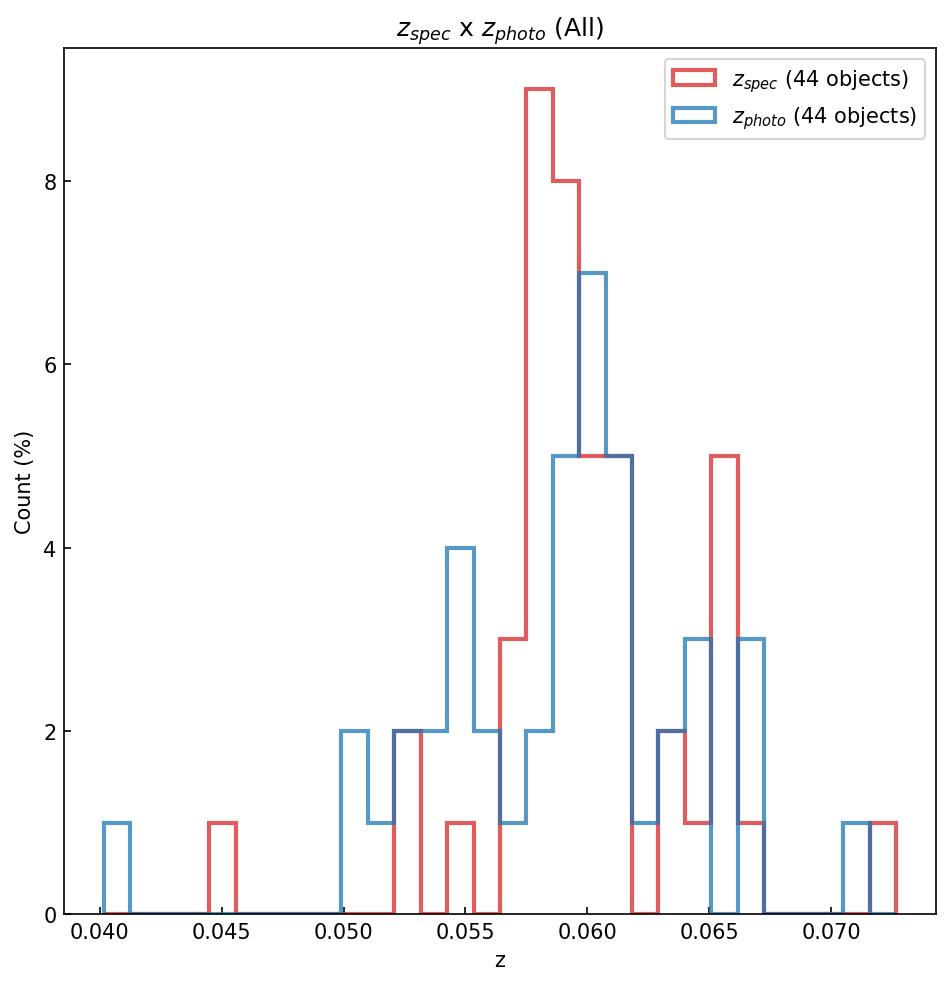 z_spec x z_photo (All)
z_spec (44 objects)
z_photo (44 objects)
Count (%)
8
6
4
2
0
0.040 0.045 0.050 0.055 0.060 0.065 0.070
z